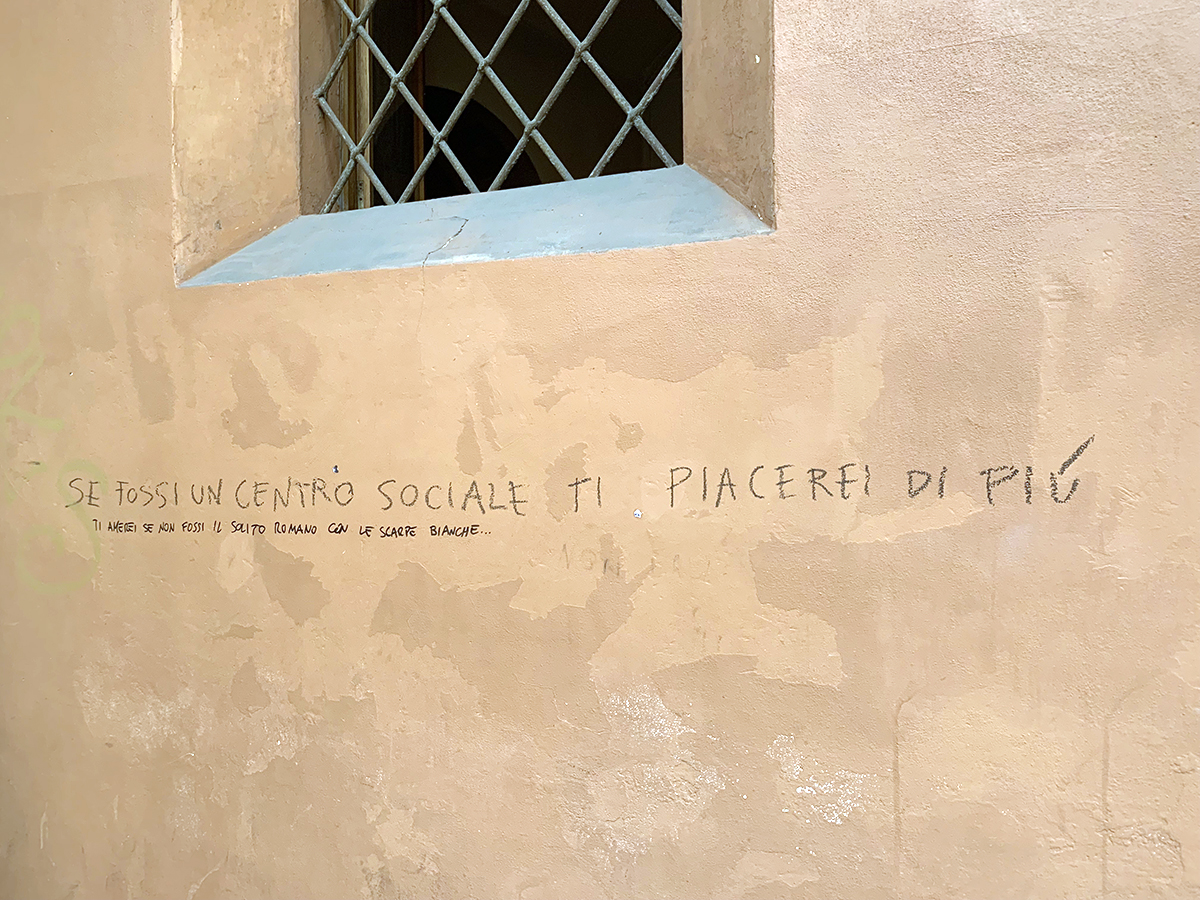 SE FOSSI UN CENTRO SOCIALE TI PIACEREI DI PIÚ
TI AMEREI SE NON FOSSI IL SOLITO ROMANO CON LE SCARPE BIANCHE...